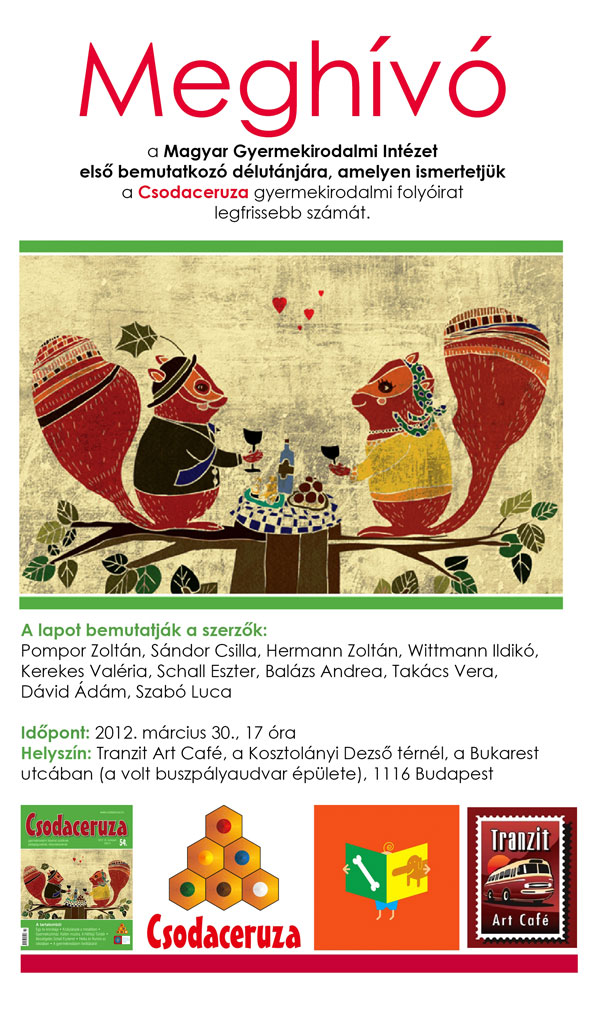 Meghívó
a Magyar Gyermekirodalmi Intézet
első bemutatkozó délutánjára, amelyen ismertetjük
a Csodaceruza gyermekirodalmi folyóirat
legfrissebb számát.
A lapot bemutatják a szerzők:
Pompor Zoltán, Sándor Csilla, Hermann Zoltán, Wittmann Ildikó,
Kerekes Valéria, Schall Eszter, Balázs Andrea, Takács Vera,
Dávid Ádám, Szabó Luca
Időpont: 2012. március 30., 17 óra
Helyszín: Tranzit Art Café, a Kosztolányi Dezső térnél, a Bukarest
utcában (a volt buszpályaudvar épülete), 1116 Budapest
Csodaceruza
54.
Csodaceruza
Tranzit
Art Café